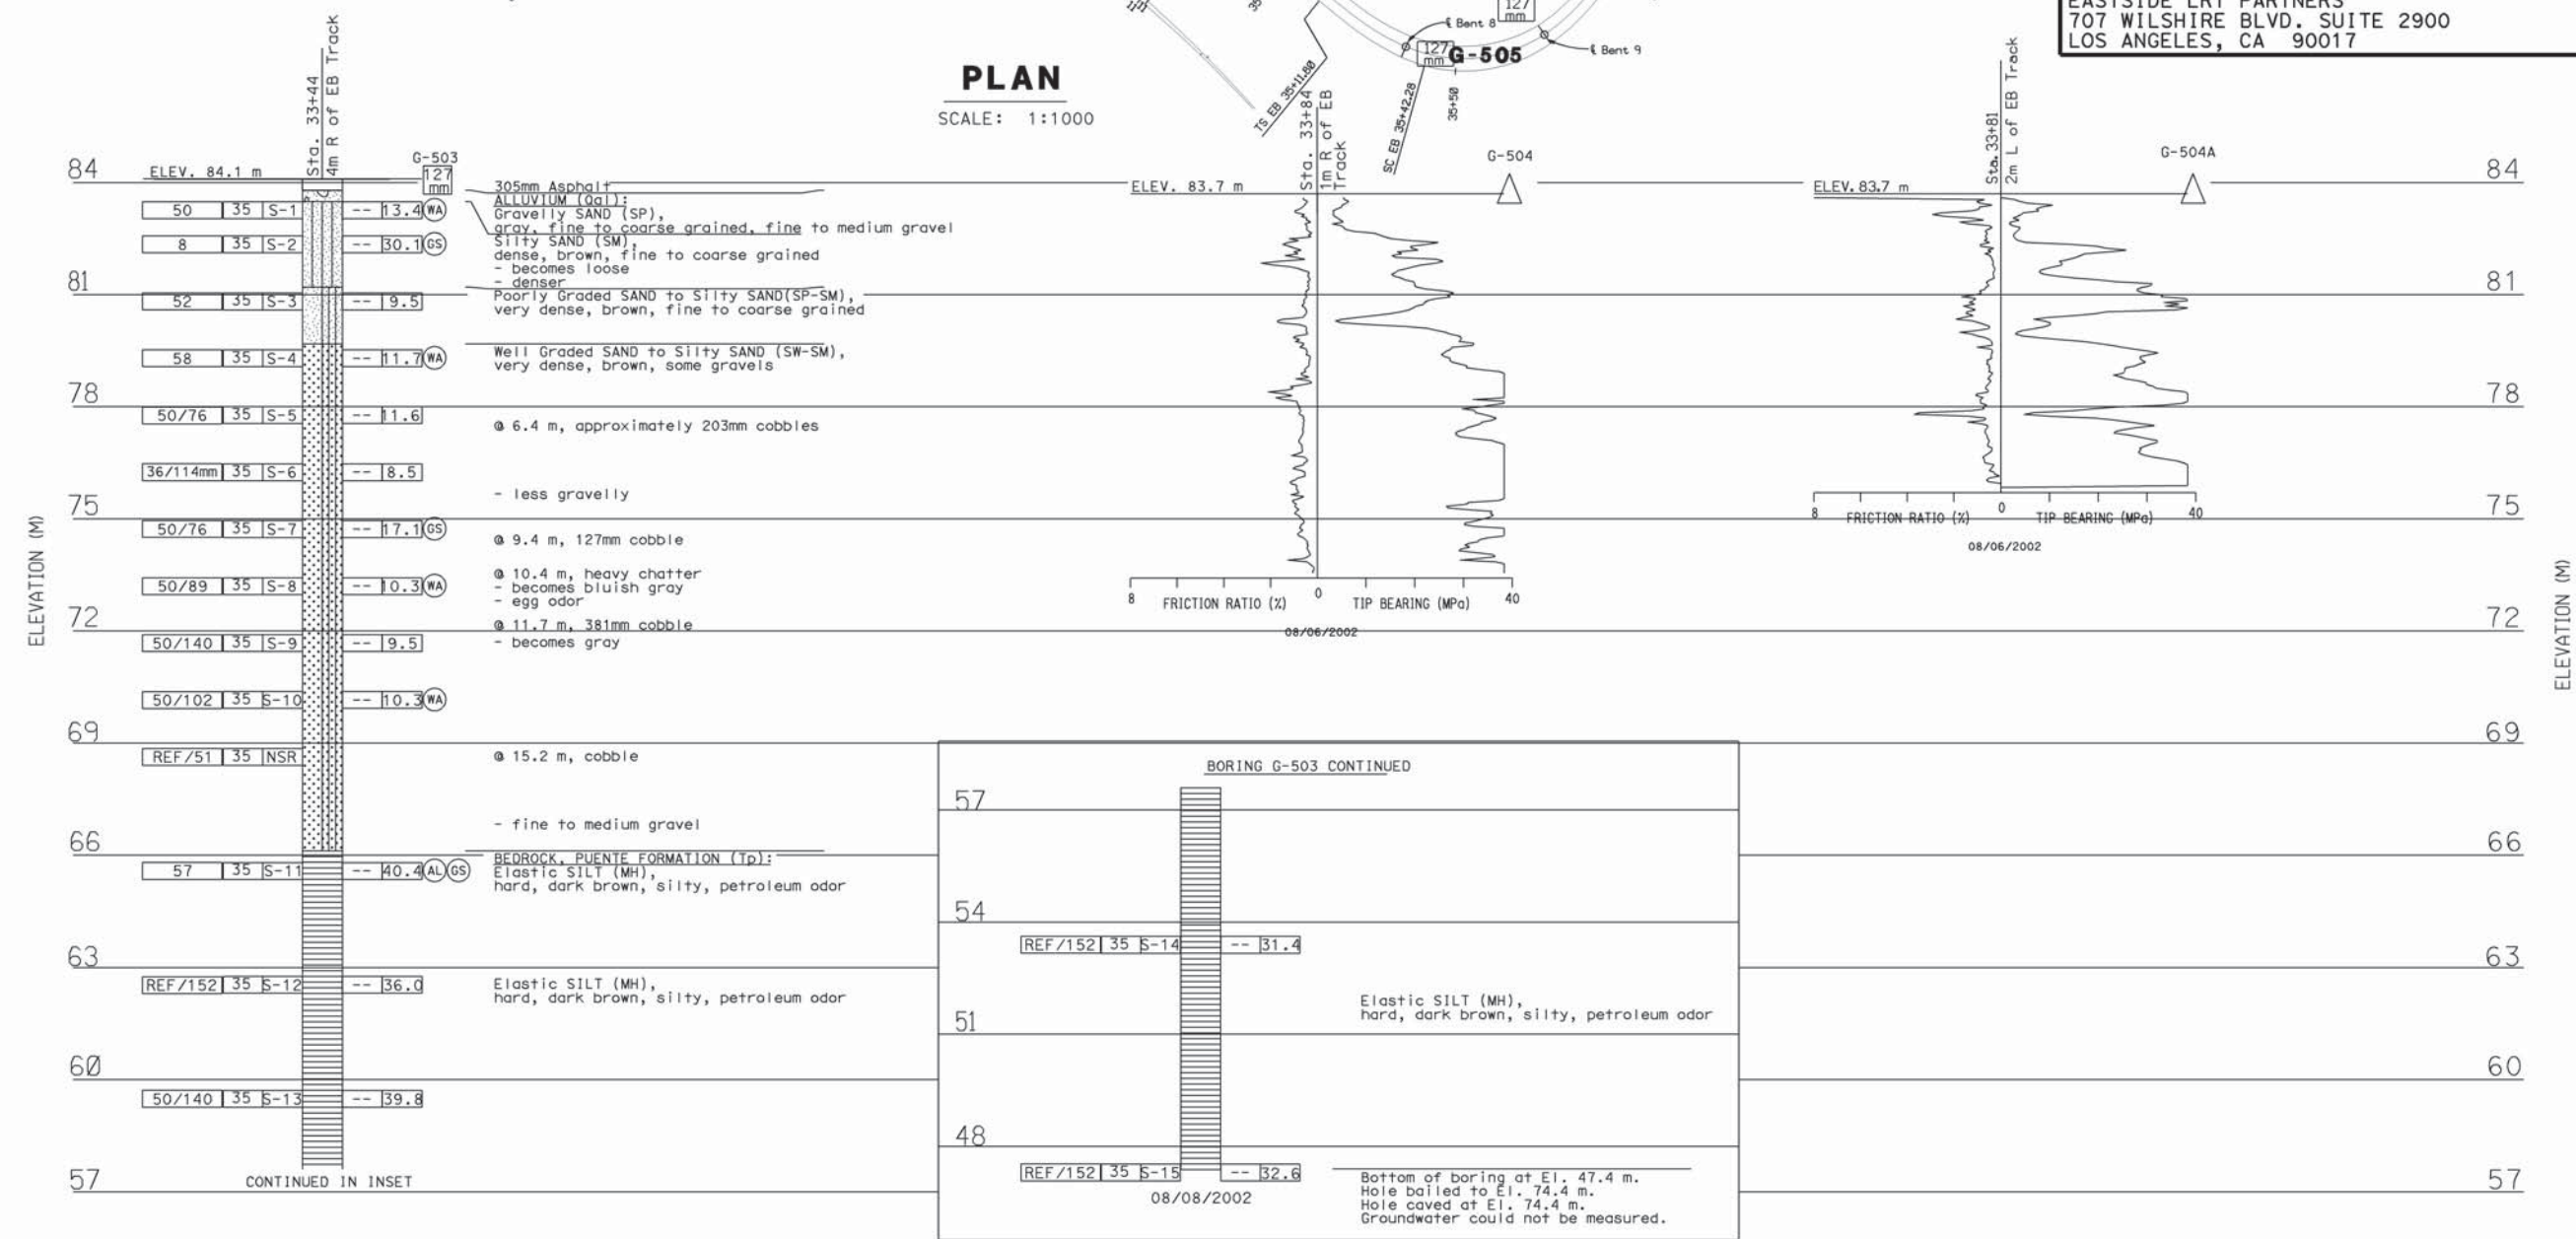 EASTSIDE LRT PARTNERS
707 WILSHIRE BLVD. SUITE 2900
LOS ANGELES, CA 90017
PLAN
SCALE: 1:1000
127
mm
℄ Bent 8
℄ Bent 9
127
mm
G-505
TS EB 35+11.80
SC EB 35+42.28
35+50
35
ELEVATION (M)
84
81
78
75
72
69
66
63
60
57
Sta. 33+44
4m R of EB Track
G-503
127
mm
ELEV. 84.1 m
50 35 S-1 -- 13.4 WA
8 35 S-2 -- 30.1 GS
52 35 S-3 -- 9.5
58 35 S-4 -- 11.7 WA
50/76 35 S-5 -- 11.6
36/114mm 35 S-6 -- 8.5
50/76 35 S-7 -- 17.1 GS
50/89 35 S-8 -- 10.3 WA
50/140 35 S-9 -- 9.5
50/102 35 S-10 -- 10.3 WA
REF/51 35 NSR
57 35 S-11 -- 40.4 AL GS
REF/152 35 S-12 -- 36.0
50/140 35 S-13 -- 39.8
CONTINUED IN INSET
305mm Asphalt
ALLUVIUM (Qal):
Gravelly SAND (SP),
gray, fine to coarse grained, fine to medium gravel
Silty SAND (SM),
dense, brown, fine to coarse grained
- becomes loose
- denser
Poorly Graded SAND to Silty SAND(SP-SM),
very dense, brown, fine to coarse grained
Well Graded SAND to Silty SAND (SW-SM),
very dense, brown, some gravels
@ 6.4 m, approximately 203mm cobbles
- less gravelly
@ 9.4 m, 127mm cobble
@ 10.4 m, heavy chatter
- becomes bluish gray
- egg odor
@ 11.7 m, 381mm cobble
- becomes gray
@ 15.2 m, cobble
- fine to medium gravel
BEDROCK, PUENTE FORMATION (Tp):
Elastic SILT (MH),
hard, dark brown, silty, petroleum odor
Elastic SILT (MH),
hard, dark brown, silty, petroleum odor
Sta. 33+84
1m R of EB
Track
G-504
ELEV. 83.7 m
8 0 40
FRICTION RATIO (%) TIP BEARING (MPa)
08/06/2002
Sta. 33+81
2m L of EB Track
G-504A
ELEV. 83.7 m
8 0 40
FRICTION RATIO (%) TIP BEARING (MPa)
08/06/2002
BORING G-503 CONTINUED
57
54
51
48
REF/152 35 S-14 -- 31.4
Elastic SILT (MH),
hard, dark brown, silty, petroleum odor
REF/152 35 S-15 -- 32.6
08/08/2002
Bottom of boring at El. 47.4 m.
Hole bailed to El. 74.4 m.
Hole caved at El. 74.4 m.
Groundwater could not be measured.
84
81
78
75
72
69
66
63
60
57
ELEVATION (M)